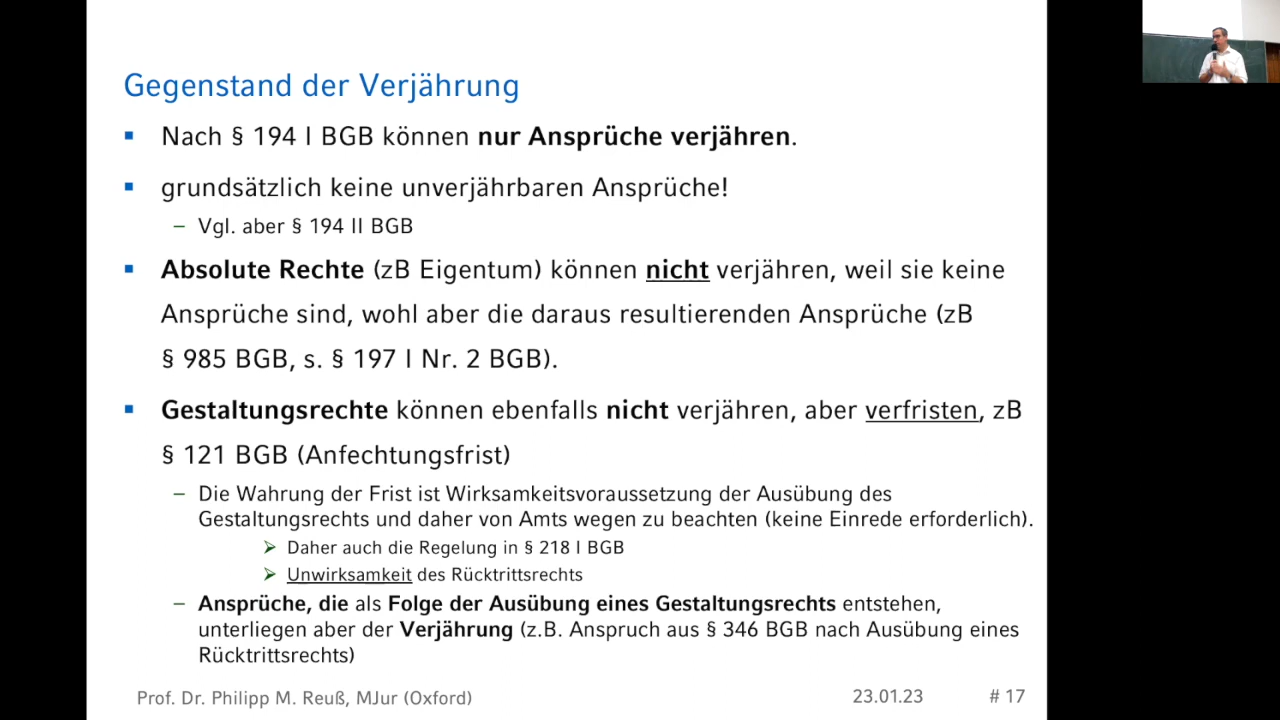 Gegenstand der Verjährung
Nach § 194 I BGB können nur Ansprüche verjähren.
grundsätzlich keine unverjährbaren Ansprüche!
– Vgl. aber § 194 II BGB
Absolute Rechte (zB Eigentum) können nicht verjähren, weil sie keine
Ansprüche sind, wohl aber die daraus resultierenden Ansprüche (zB
§ 985 BGB, s. § 197 I Nr. 2 BGB).
Gestaltungsrechte können ebenfalls nicht verjähren, aber verfristen, zB
§ 121 BGB (Anfechtungsfrist)
– Die Wahrung der Frist ist Wirksamkeitsvoraussetzung der Ausübung des
Gestaltungsrechts und daher von Amts wegen zu beachten (keine Einrede erforderlich).
Daher auch die Regelung in § 218 I BGB
Unwirksamkeit des Rücktrittsrechts
– Ansprüche, die als Folge der Ausübung eines Gestaltungsrechts entstehen,
unterliegen aber der Verjährung (z.B. Anspruch aus § 346 BGB nach Ausübung eines
Rücktrittsrechts)
Prof. Dr. Philipp M. Reuß, MJur (Oxford) 23.01.23 # 17